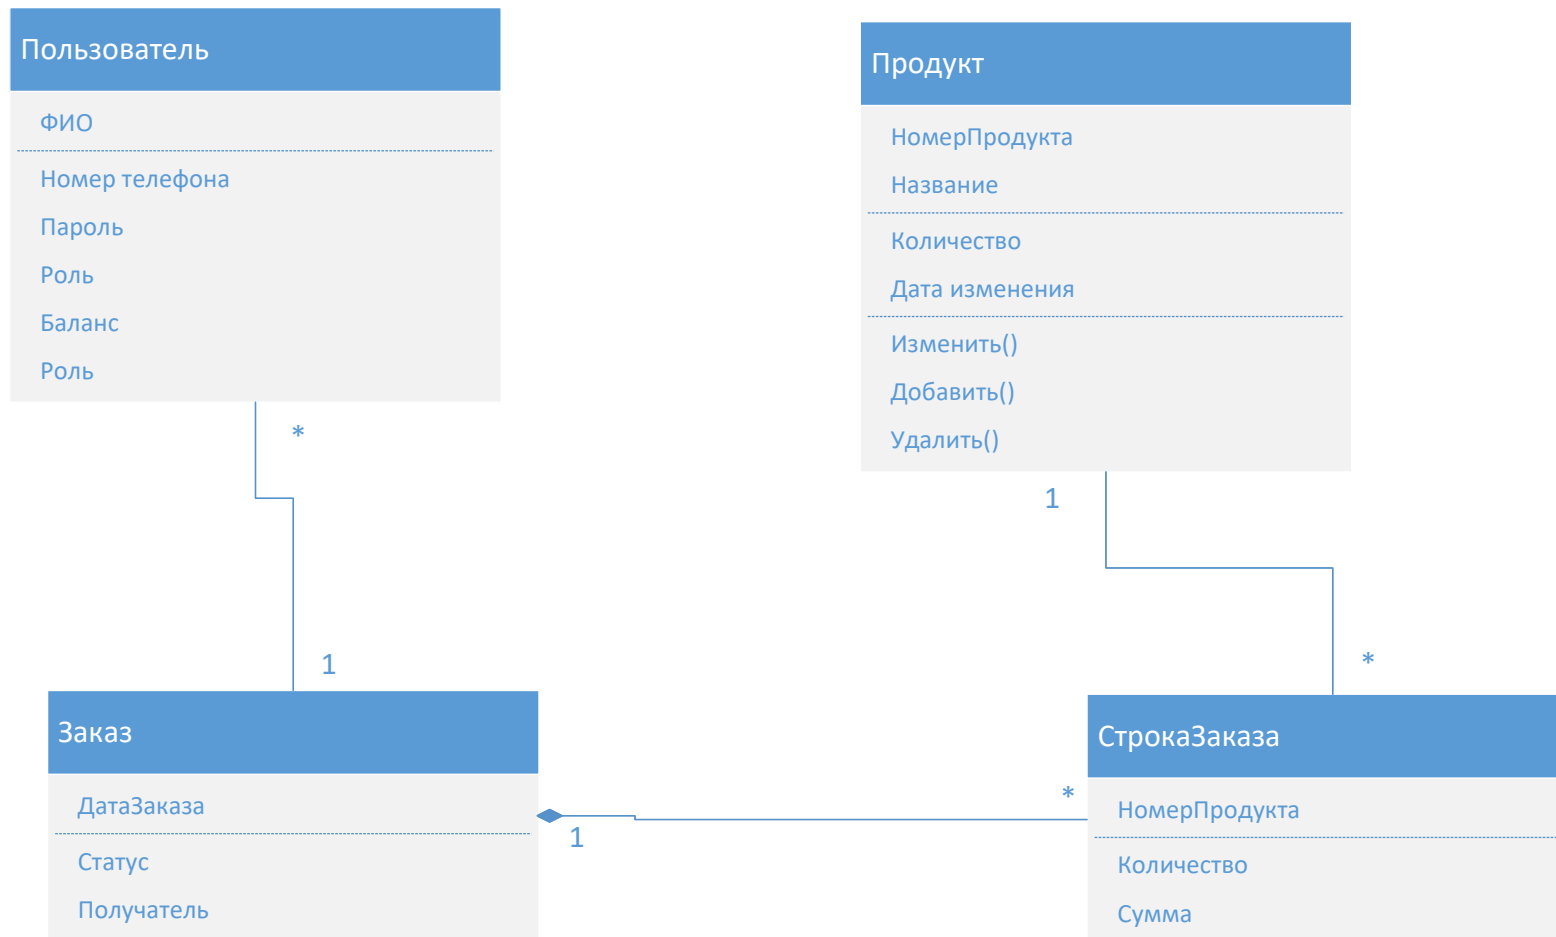 Пользователь
ФИО
Номер телефона
Пароль
Роль
Баланс
Роль
*
1
Продукт
НомерПродукта
Название
Количество
Дата изменения
Изменить()
Добавить()
Удалить()
1
*
Заказ
ДатаЗаказа
Статус
Получатель
1
*
СтрокаЗаказа
НомерПродукта
Количество
Сумма